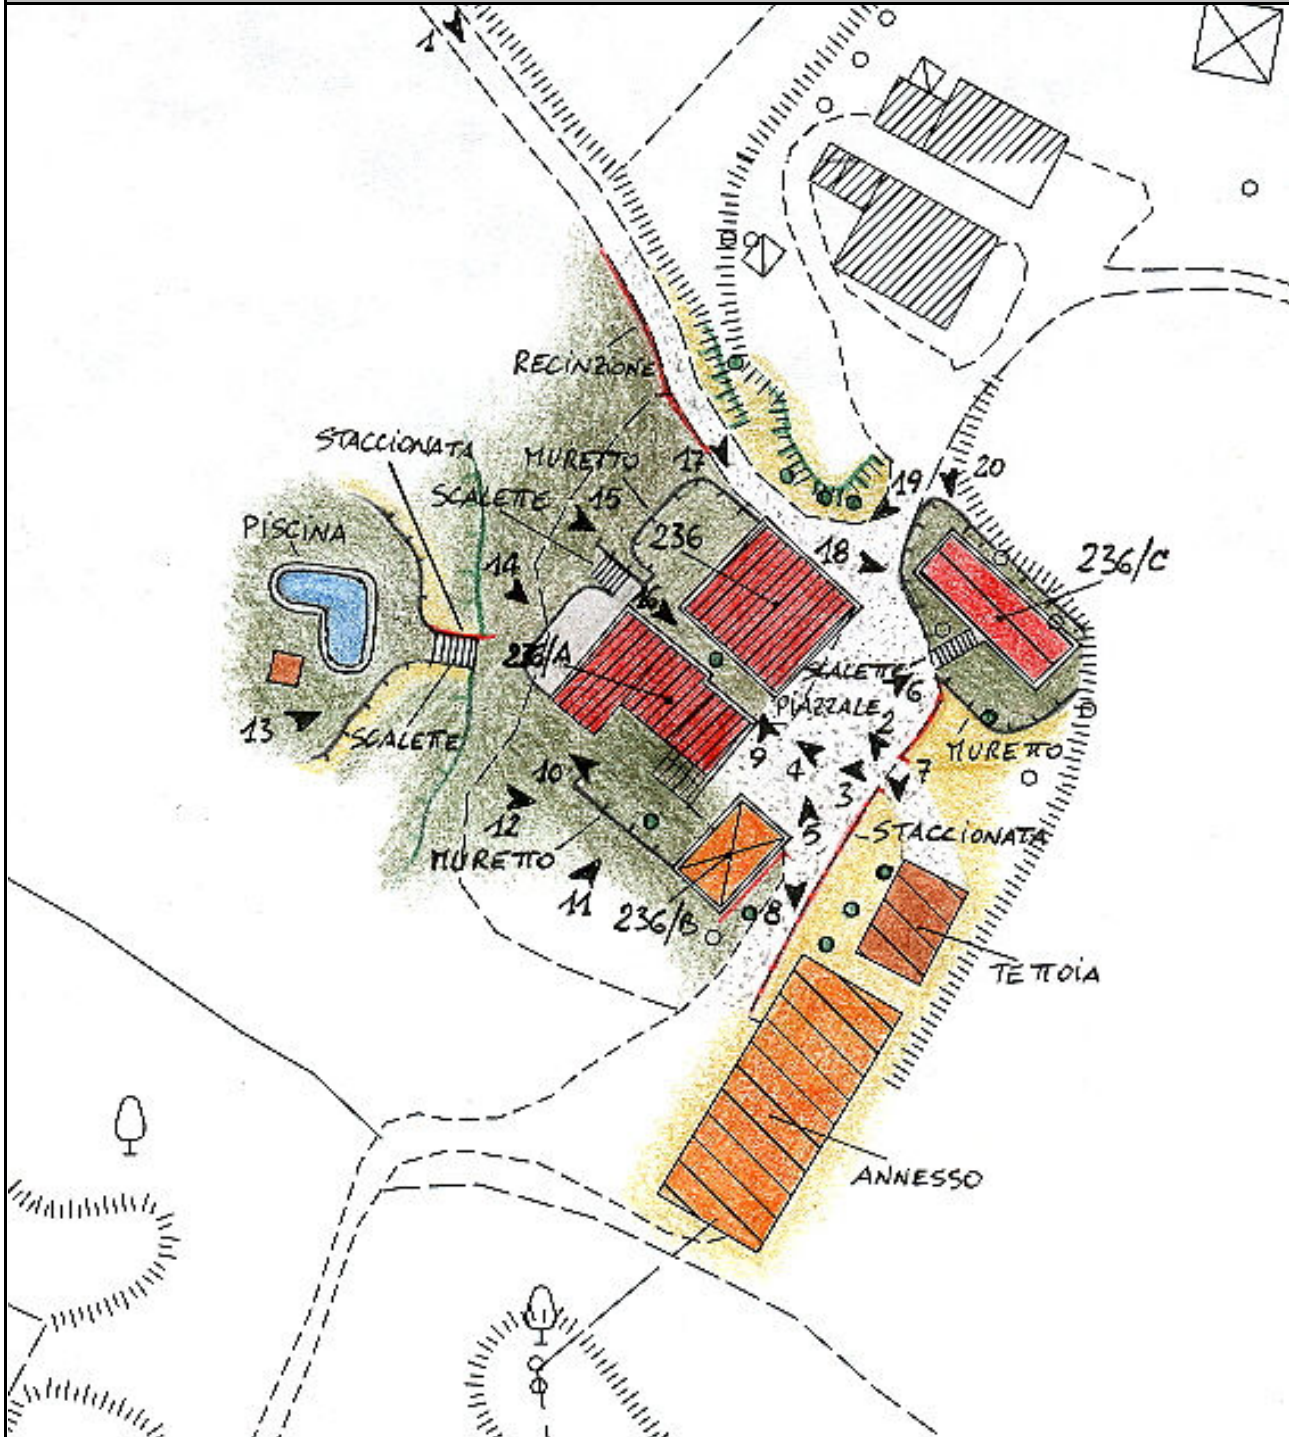 1
RECINZIONE
STACCIONATA
MURETTO
17
20
SCALETTE
15
19
PISCINA
236
18
236/C
14
16
236/A
SCALETTE
6
PIAZZALE
2
13
SCALETTE
9
MURETTO
4
7
10
3
12
5
STACCIONATA
MURETTO
11
8
236/B
TETTOIA
ANNESSO